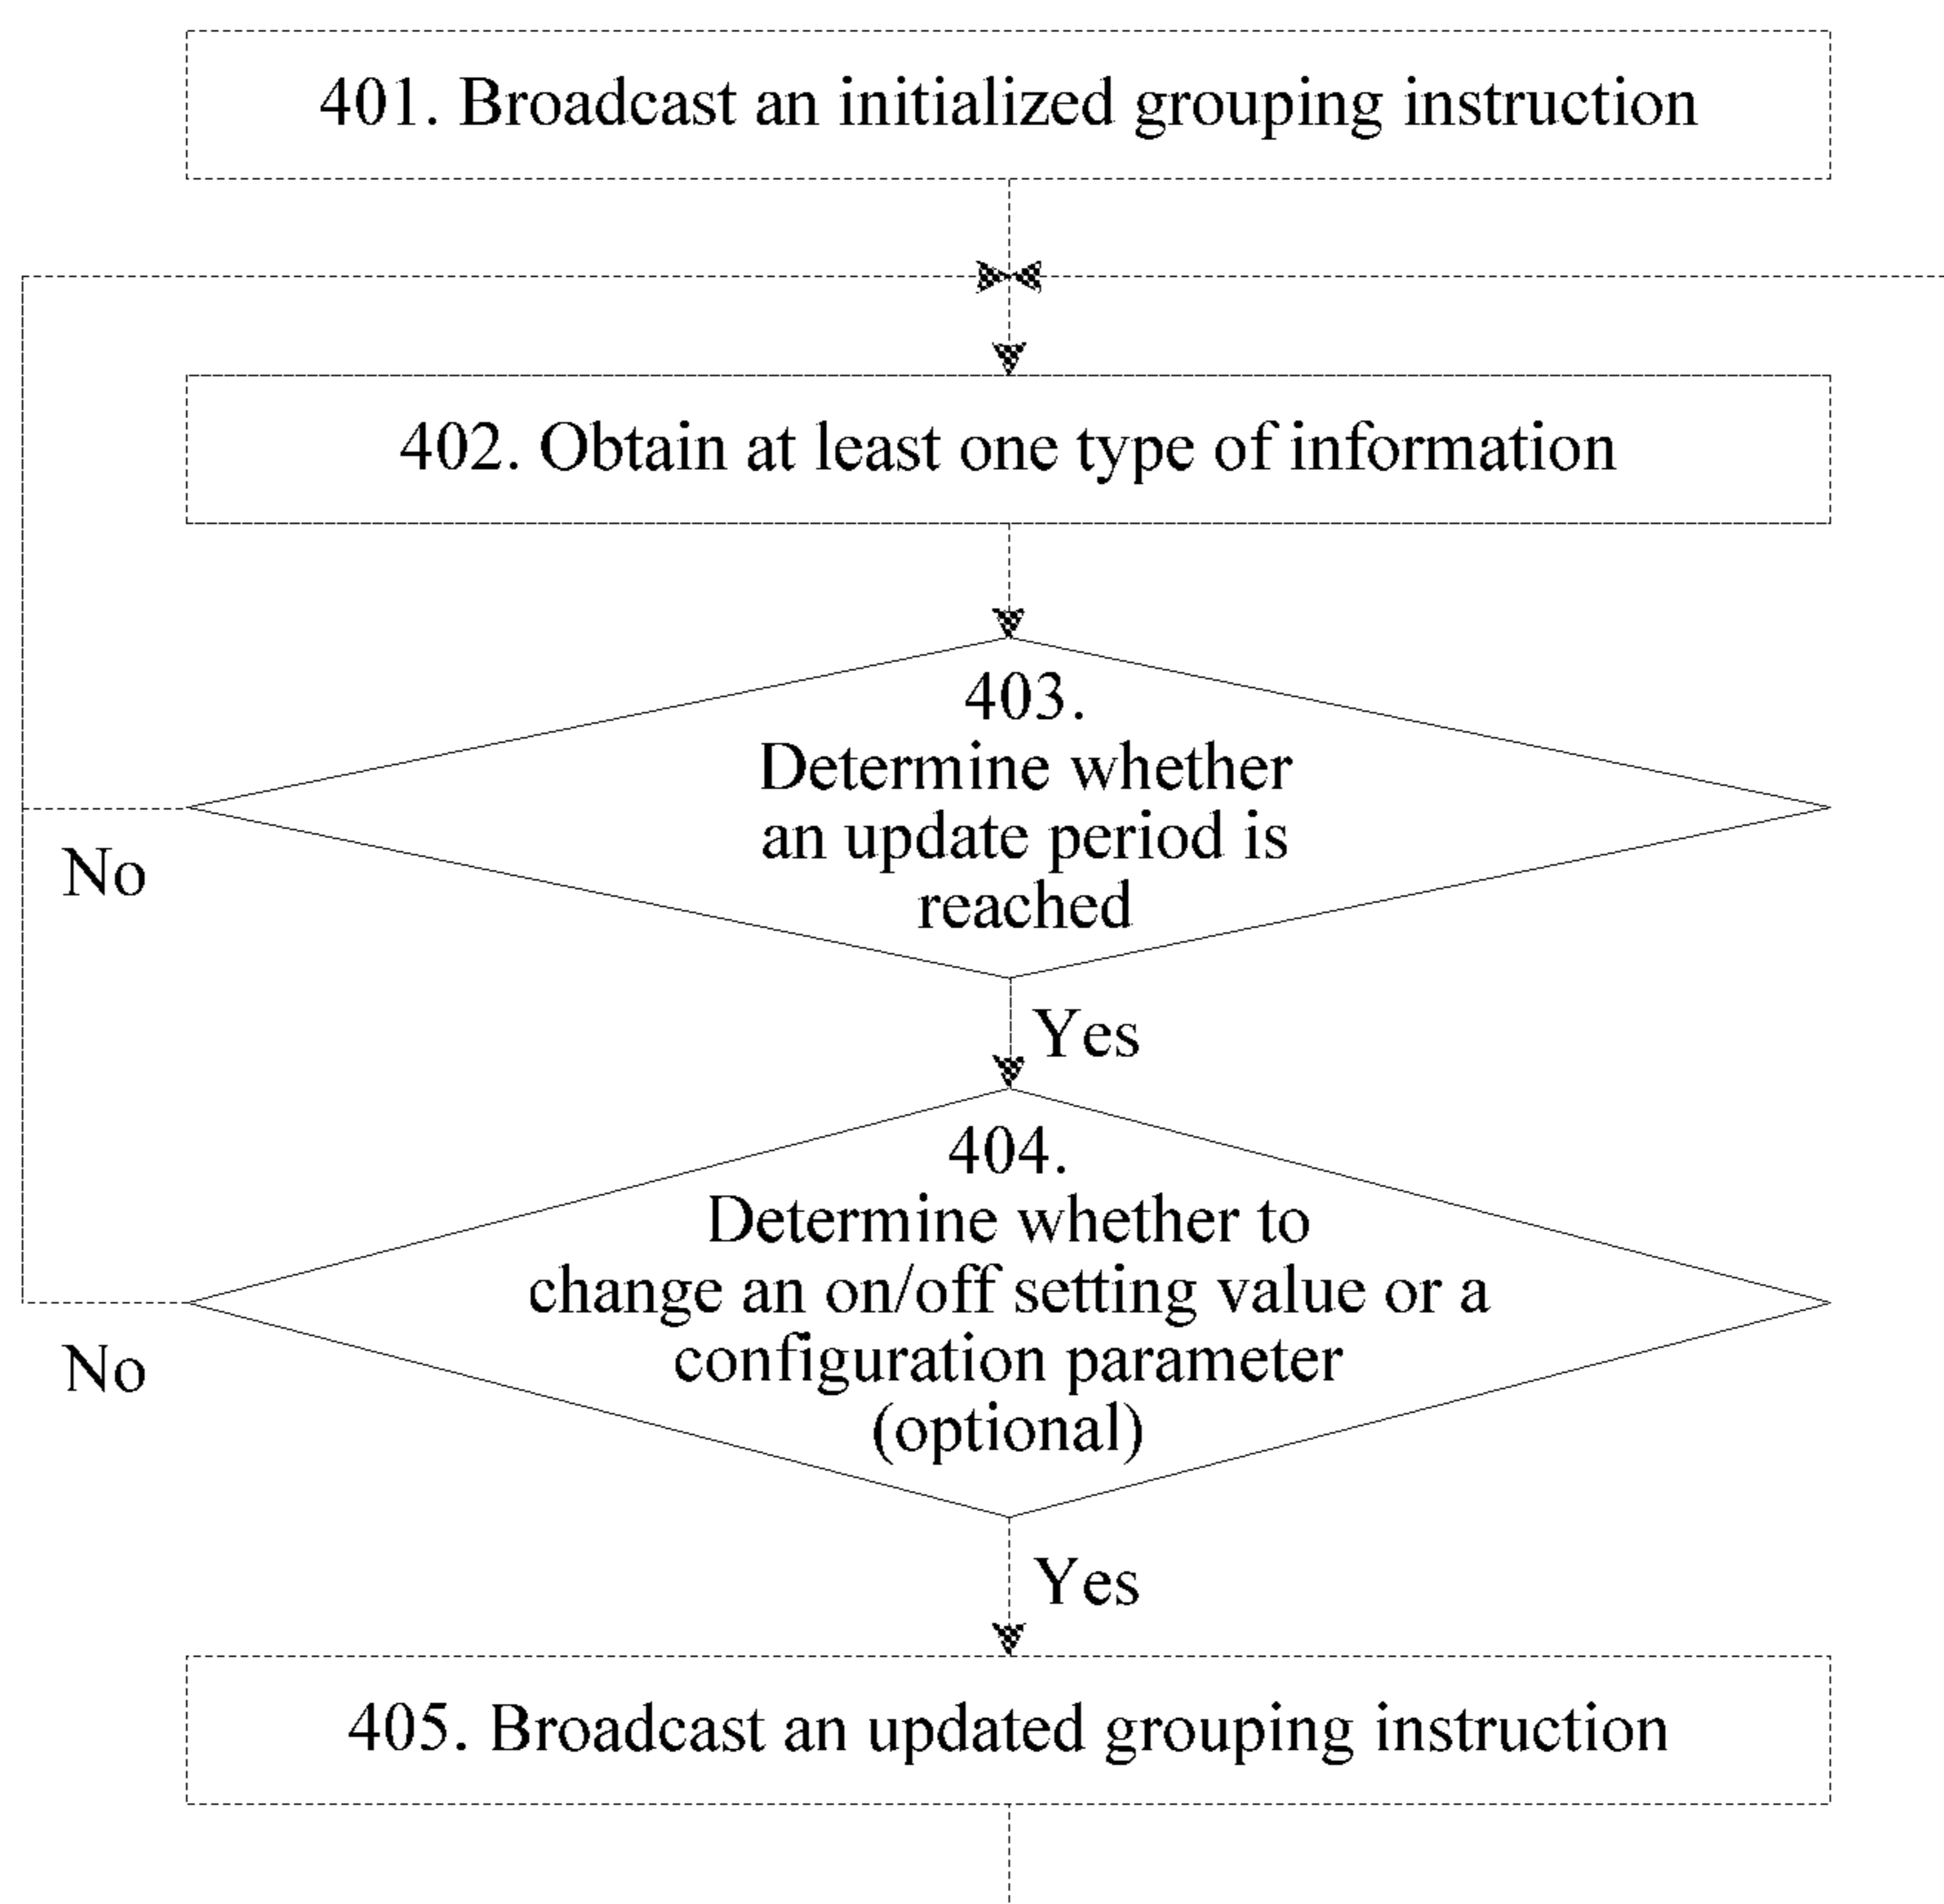 401. Broadcast an initialized grouping instruction
402. Obtain at least one type of information
403.
Determine whether
an update period is
reached
No
Yes
404.
Determine whether to
change an on/off setting value or a
configuration parameter
(optional)
No
Yes
405. Broadcast an updated grouping instruction